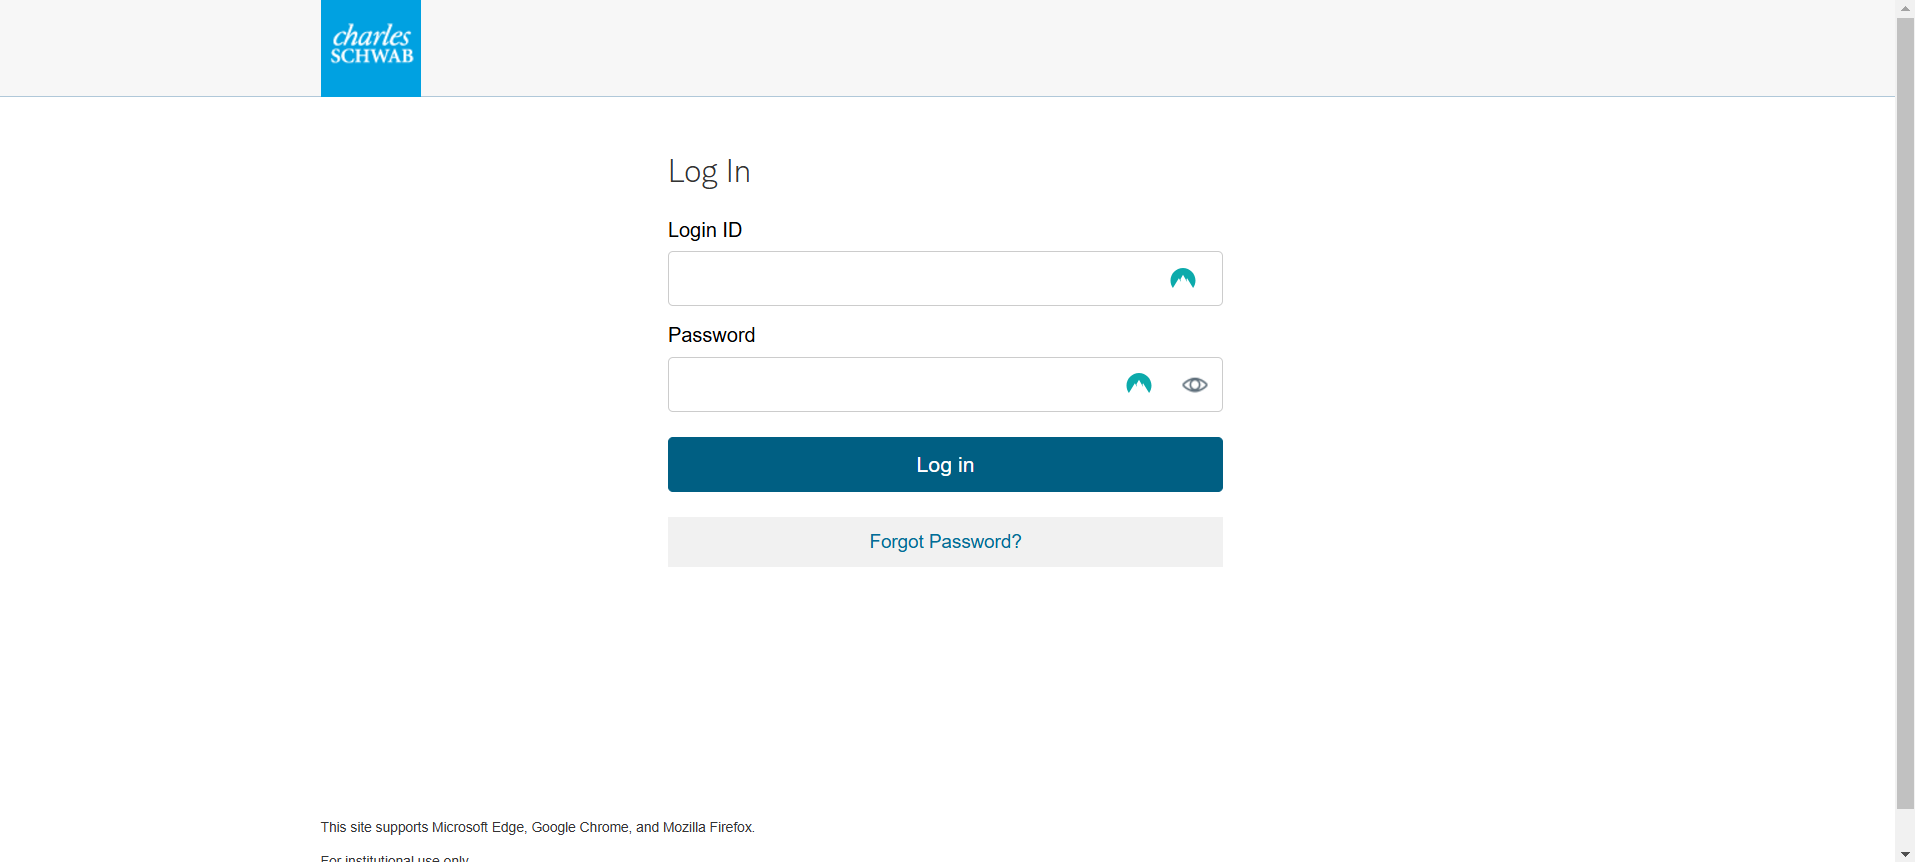 charles
SCHWAB
Log In
Login ID
Password
Log in
Forgot Password?
This site supports Microsoft Edge, Google Chrome, and Mozilla Firefox.
For institutional use only.